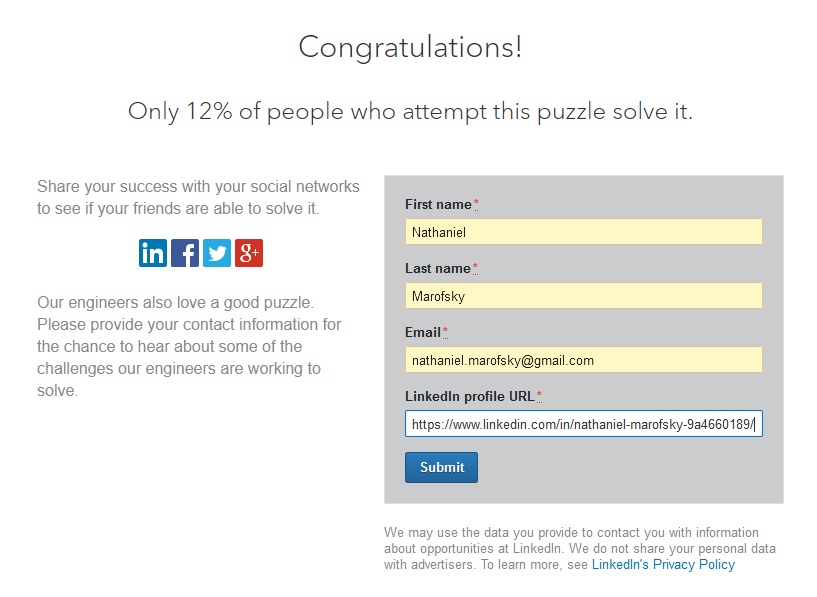 Congratulations!
Only 12% of people who attempt this puzzle solve it.
Share your success with your social networks
to see if your friends are able to solve it.
in f g+
Our engineers also love a good puzzle.
Please provide your contact information for
the chance to hear about some of the
challenges our engineers are working to
solve.
First name*
Nathaniel
Last name*
Marofsky
Email*
nathaniel.marofsky@gmail.com
LinkedIn profile URL*
https://www.linkedin.com/in/nathaniel-marofsky-9a4660189/
Submit
We may use the data you provide to contact you with information
about opportunities at LinkedIn. We do not share your personal data
with advertisers. To learn more, see LinkedIn's Privacy Policy